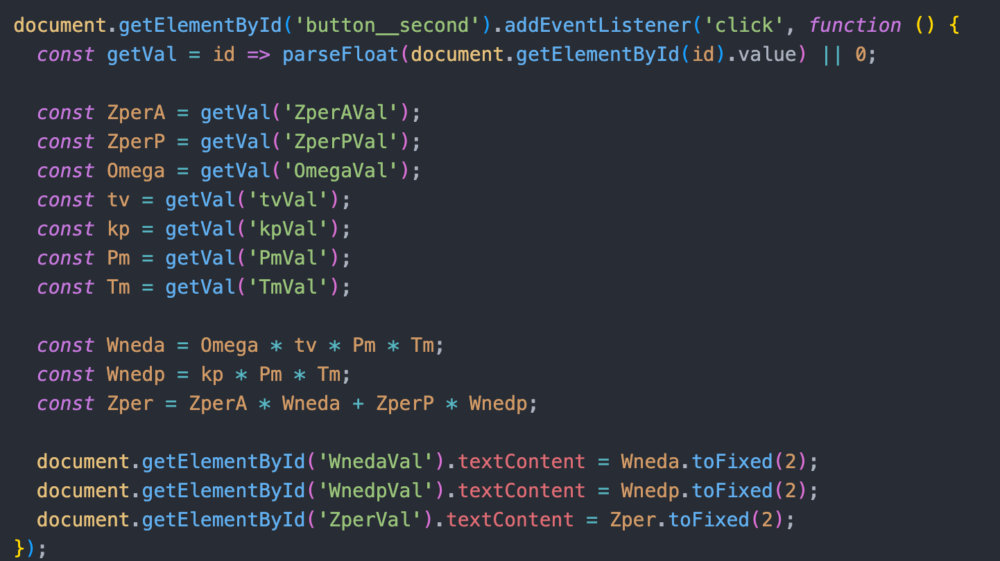 document.getElementById('button__second').addEventListener('click', function () {
  const getVal = id => parseFloat(document.getElementById(id).value) || 0;

  const ZperA = getVal('ZperAVal');
  const ZperP = getVal('ZperPVal');
  const Omega = getVal('OmegaVal');
  const tv = getVal('tvVal');
  const kp = getVal('kpVal');
  const Pm = getVal('PmVal');
  const Tm = getVal('TmVal');

  const Wneda = Omega * tv * Pm * Tm;
  const Wnedp = kp * Pm * Tm;
  const Zper = ZperA * Wneda + ZperP * Wnedp;

  document.getElementById('WnedaVal').textContent = Wneda.toFixed(2);
  document.getElementById('WnedpVal').textContent = Wnedp.toFixed(2);
  document.getElementById('ZperVal').textContent = Zper.toFixed(2);
});